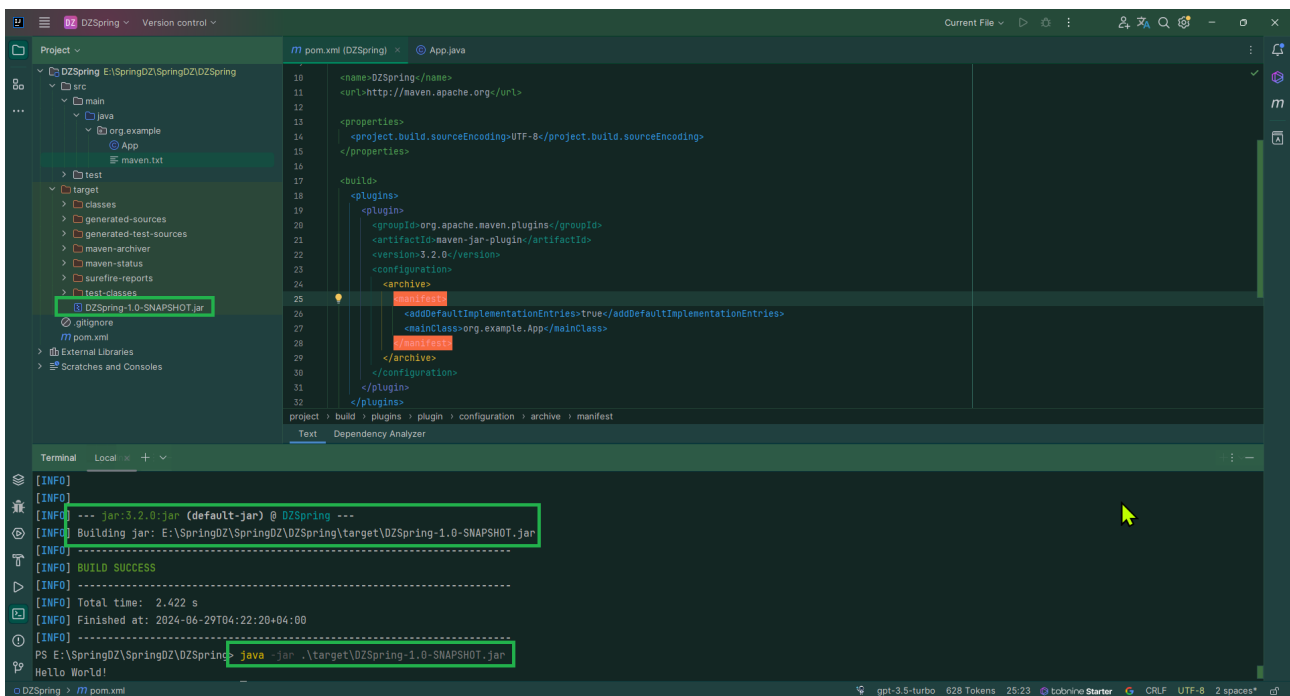 DZ DZSpring Version control Current File
Project
pom.xml (DZSpring) App.java
DZSpring E:\SpringDZ\SpringDZ\DZSpring
src
main
java
org.example
App
maven.txt
test
target
classes
generated-sources
generated-test-sources
maven-archiver
maven-status
surefire-reports
test-classes
DZSpring-1.0-SNAPSHOT.jar
.gitignore
pom.xml
External Libraries
Scratches and Consoles
10 <name>DZSpring</name>
11 <url>http://maven.apache.org</url>
12
13 <properties>
14 <project.build.sourceEncoding>UTF-8</project.build.sourceEncoding>
15 </properties>
16
17 <build>
18 <plugins>
19 <plugin>
20 <groupId>org.apache.maven.plugins</groupId>
21 <artifactId>maven-jar-plugin</artifactId>
22 <version>3.2.0</version>
23 <configuration>
24 <archive>
25 <manifest>
26 <addDefaultImplementationEntries>true</addDefaultImplementationEntries>
27 <mainClass>org.example.App</mainClass>
28 </manifest>
29 </archive>
30 </configuration>
31 </plugin>
32 </plugins>
project › build › plugins › plugin › configuration › archive › manifest
Text Dependency Analyzer
Terminal Local
[INFO]
[INFO]
[INFO] --- jar:3.2.0:jar (default-jar) @ DZSpring ---
[INFO] Building jar: E:\SpringDZ\SpringDZ\DZSpring\target\DZSpring-1.0-SNAPSHOT.jar
[INFO] ------------------------------------------------------------------------
[INFO] BUILD SUCCESS
[INFO] ------------------------------------------------------------------------
[INFO] Total time: 2.422 s
[INFO] Finished at: 2024-06-29T04:22:20+04:00
[INFO] ------------------------------------------------------------------------
PS E:\SpringDZ\SpringDZ\DZSpring> java -jar .\target\DZSpring-1.0-SNAPSHOT.jar
Hello World!
DZSpring › pom.xml gpt-3.5-turbo 628 Tokens 25:23 tabnine Starter CRLF UTF-8 2 spaces*